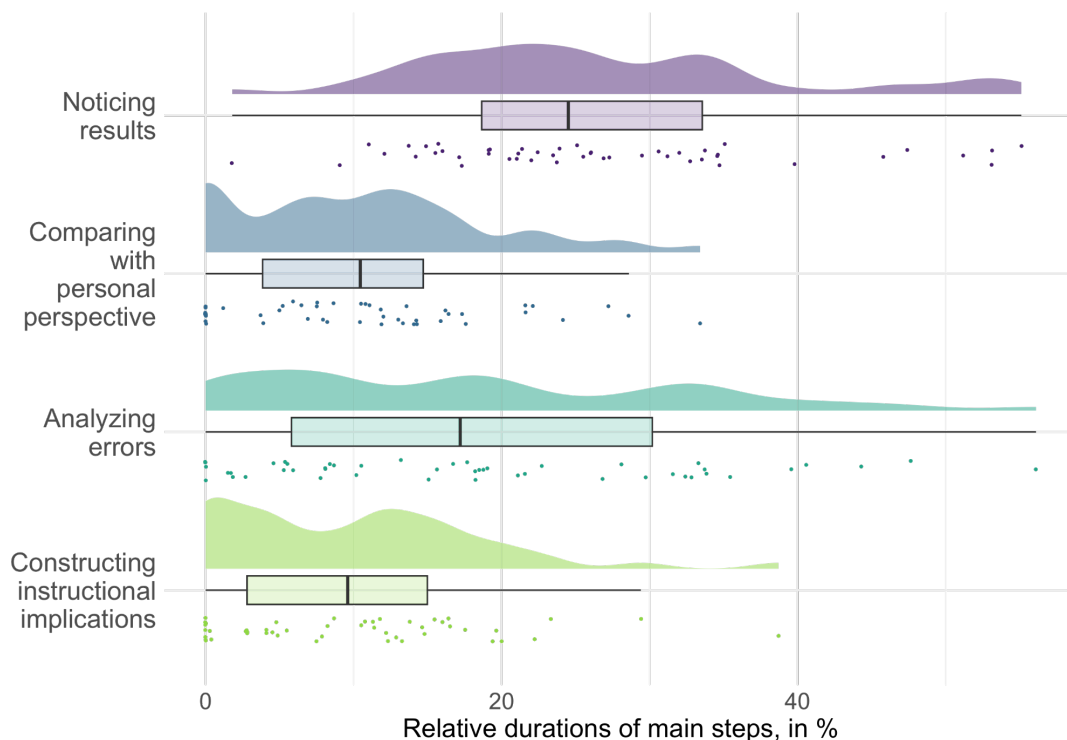 Noticing
results
Comparing
with
personal
perspective
Analyzing
errors
Constructing
instructional
implications
0
20
40
Relative durations of main steps, in %